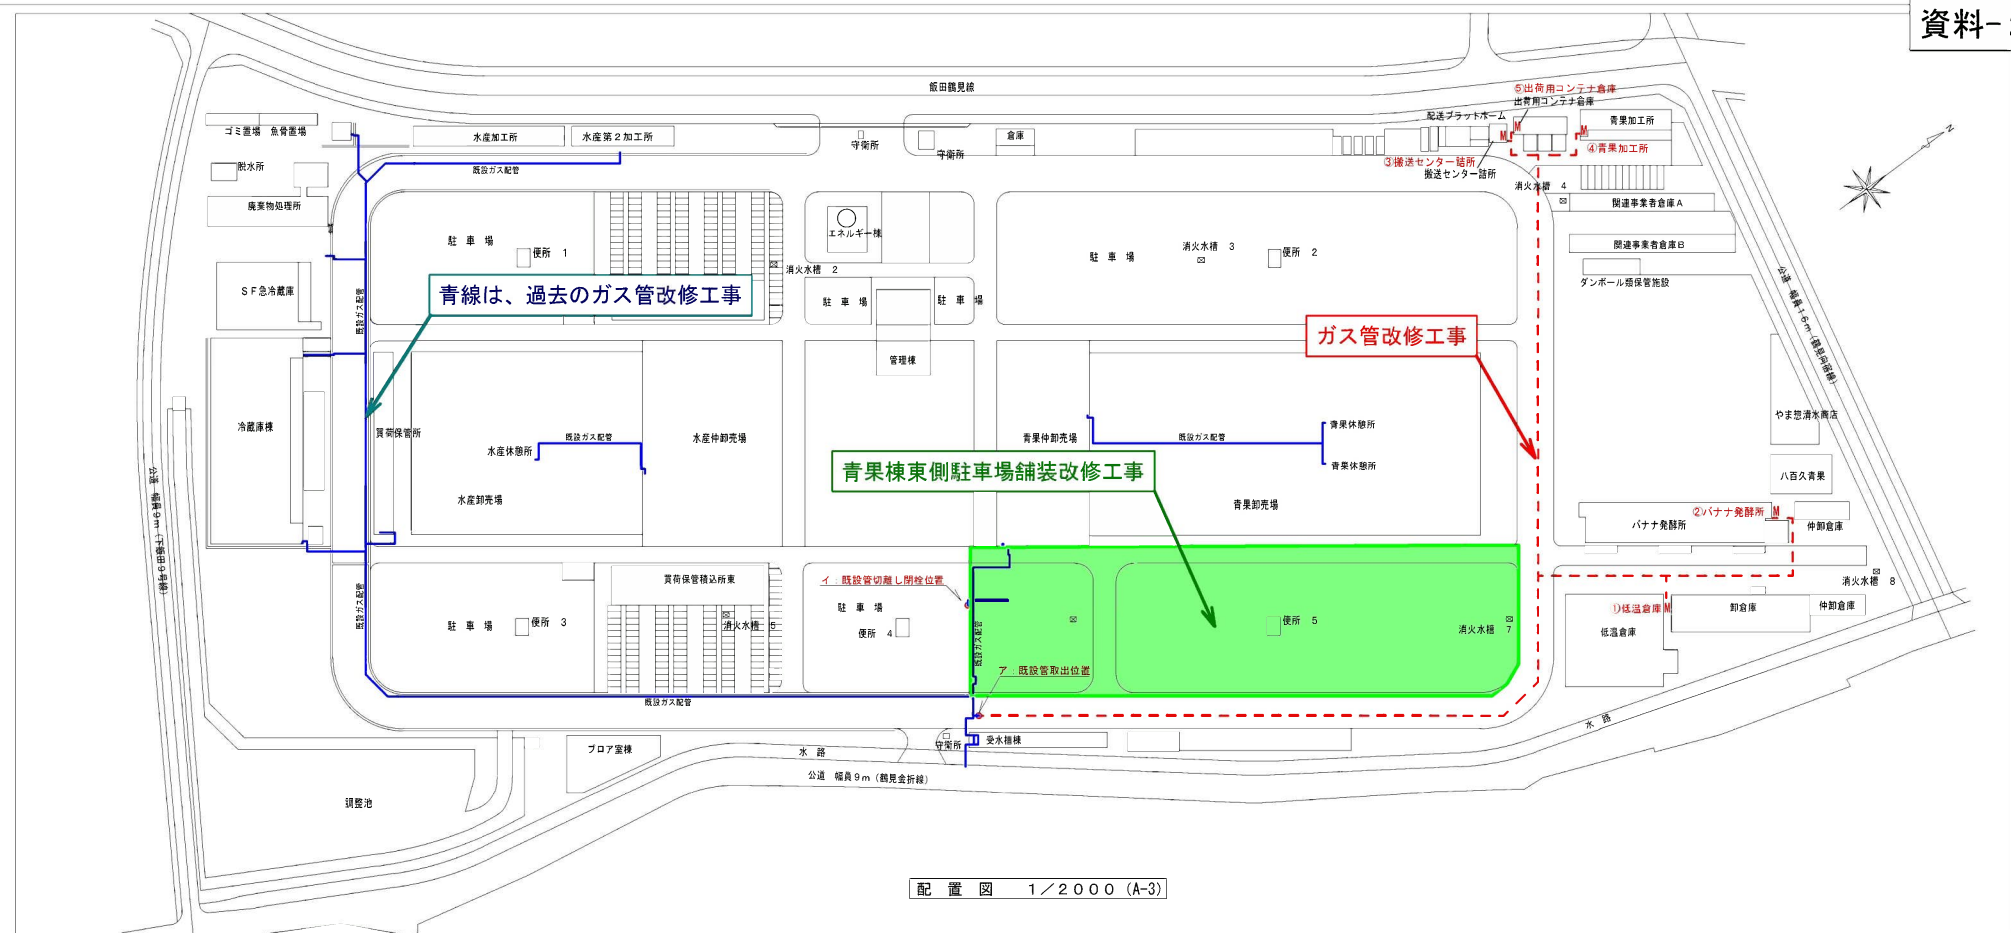 資料-
飯田鶴見線
⑤出荷用コンテナ倉庫
出荷用コンテナ倉庫
配送プラットホーム
青果加工所
M
M
M
④青果加工所
③搬送センター詰所
搬送センター詰所
ゴミ置場
魚骨置場
水産加工所
水産第2加工所
守衛所
守衛所
倉庫
脱水所
廃棄物処理所
既設ガス配管
消火水槽 4
関連事業者倉庫A
関連事業者倉庫B
ダンボール類保管施設
N
駐車場
便所 1
エネルギー棟
消火水槽 2
駐車場
消火水槽 3
便所 2
SF急冷蔵庫
既設ガス配管
青線は、過去のガス管改修工事
駐車場
駐車場
ガス管改修工事
公道 幅員16m(鶴見向宿線)
管理棟
冷蔵庫棟
買荷保管所
水産休憩所
既設ガス配管
水産仲卸売場
水産卸売場
青果仲卸売場
既設ガス配管
青果休憩所
青果休憩所
やま惣清水商店
青果棟東側駐車場舗装改修工事
青果卸売場
八百久青果
②バナナ発酵所
M
バナナ発酵所
仲卸倉庫
消火水槽 8
買荷保管積込所東
イ:既設管切離し閉栓位置
駐車場
便所 4
既設ガス配管
駐車場
便所 3
消火水槽 5
既設ガス配管
便所 5
消火水槽 7
①低温倉庫
M
低温倉庫
卸倉庫
仲卸倉庫
ア:既設管取出位置
既設ガス配管
ブロア室棟
守衛所
受水槽棟
水路
水路
公道 幅員9m(鶴見金折線)
調整池
配置図 1/2000(A-3)